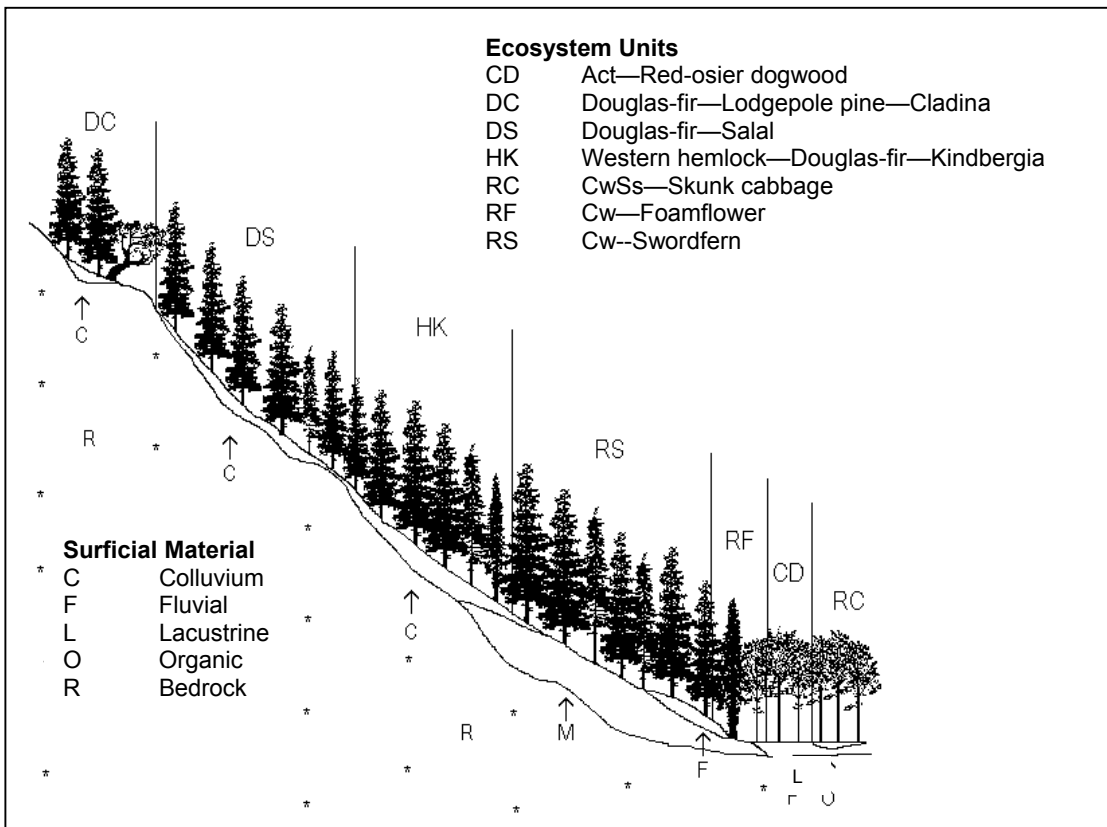 Ecosystem Units
CD Act—Red-osier dogwood
DC Douglas-fir—Lodgepole pine—Cladina
DS Douglas-fir—Salal
HK Western hemlock—Douglas-fir—Kindbergia
RC CwSs—Skunk cabbage
RF Cw—Foamflower
RS Cw--Swordfern
DC
DS
HK
RS
RF
CD
RC
C
R
C
C
R
M
F
L
Surficial Material
C Colluvium
F Fluvial
L Lacustrine
O Organic
R Bedrock